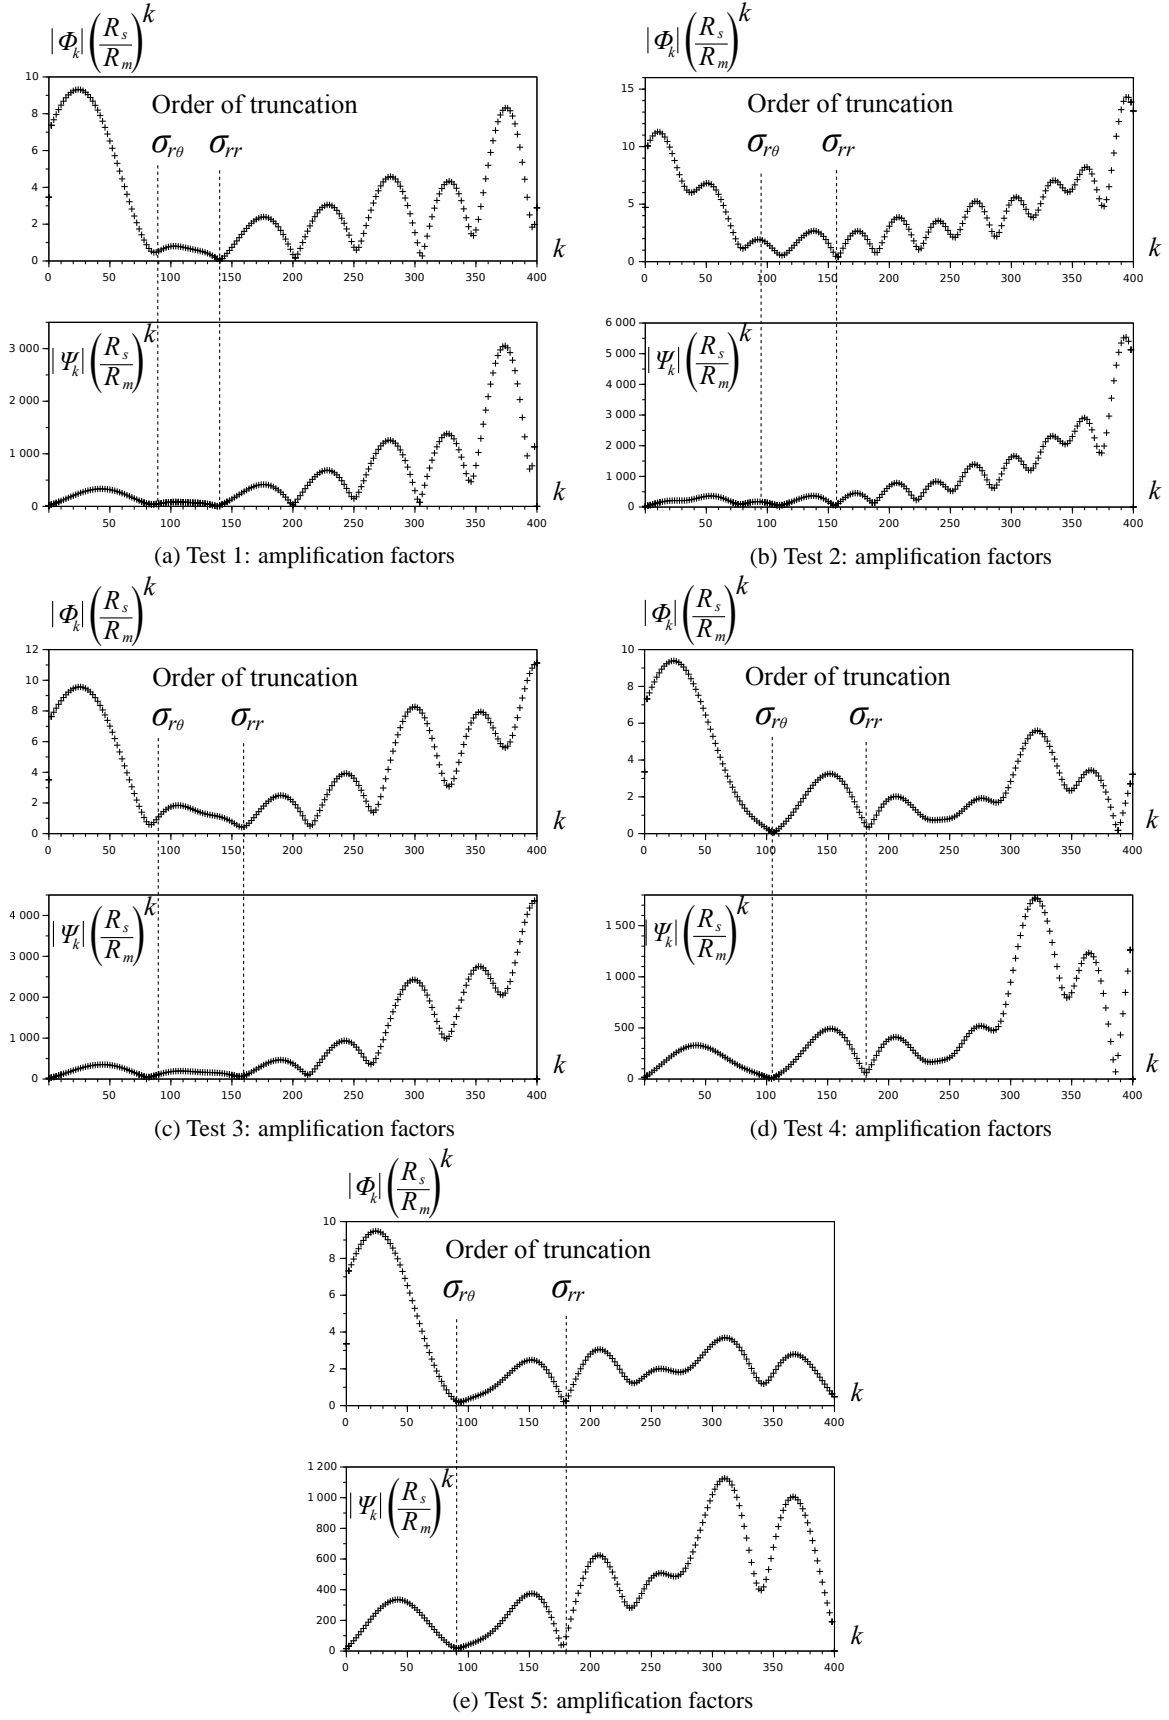 |Φk| (Rs/Rm)^k
10
Order of truncation
8
σrθ σrr
6
4
2
0
0 50 100 150 200 250 300 350 400
k
|Ψk| (Rs/Rm)^k
3 000
2 000
1 000
0
50 100 150 200 250 300 350 400
k
(a) Test 1: amplification factors
|Φk| (Rs/Rm)^k
15
Order of truncation
10
σrθ σrr
5
0
0 50 100 150 200 250 300 350 400
k
|Ψk| (Rs/Rm)^k
6 000
5 000
4 000
3 000
2 000
1 000
0
0 50 100 150 200 250 300 350 400
k
(b) Test 2: amplification factors
|Φk| (Rs/Rm)^k
12
Order of truncation
10
8
σrθ σrr
6
4
2
0
0 50 100 150 200 250 300 350 400
k
|Ψk| (Rs/Rm)^k
4 000
3 000
2 000
1 000
0
50 100 150 200 250 300 350 400
k
(c) Test 3: amplification factors
|Φk| (Rs/Rm)^k
10
Order of truncation
8
σrθ σrr
6
4
2
0
0 50 100 150 200 250 300 350 400
k
|Ψk| (Rs/Rm)^k
1 500
1 000
500
0
0 50 100 150 200 250 300 350 400
k
(d) Test 4: amplification factors
|Φk| (Rs/Rm)^k
10
Order of truncation
8
σrθ σrr
6
4
2
0
0 50 100 150 200 250 300 350 400
k
|Ψk| (Rs/Rm)^k
1 200
1 000
800
600
400
200
0
0 50 100 150 200 250 300 350 400
k
(e) Test 5: amplification factors